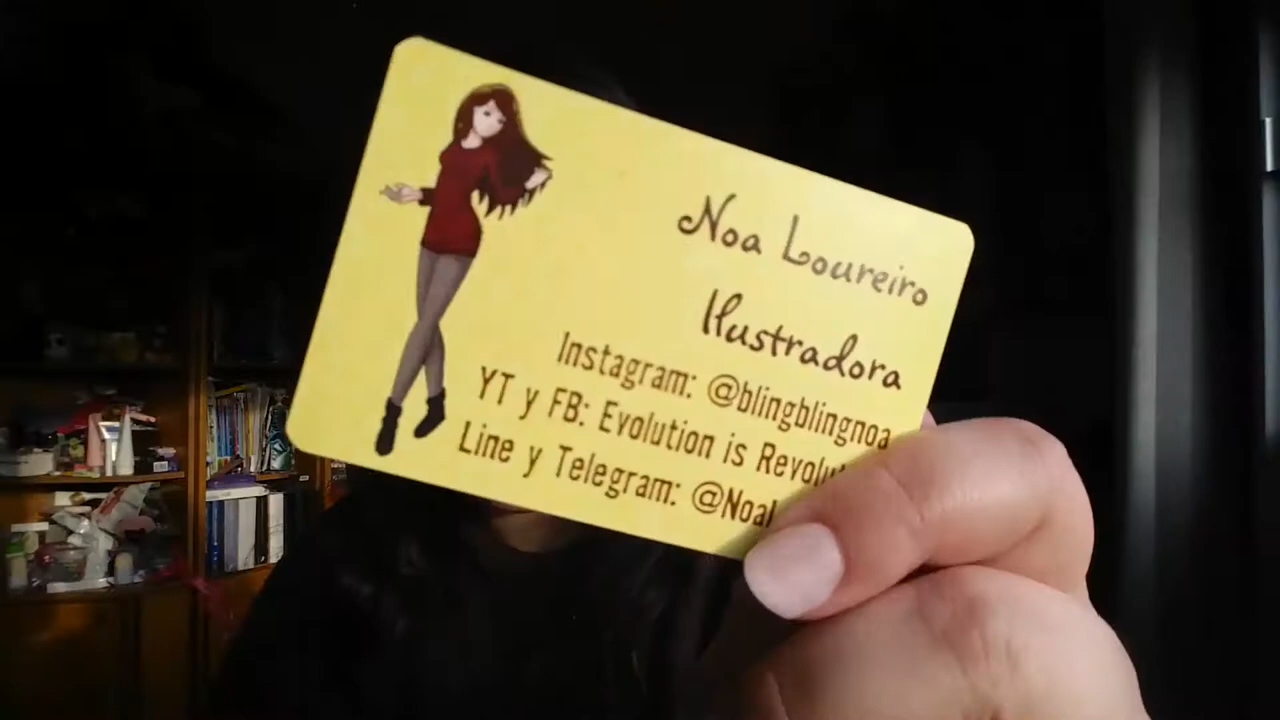 Noa Loureiro
Ilustradora
Instagram: @blingblingnoa
YT y FB: Evolution is
Line y Telegram: